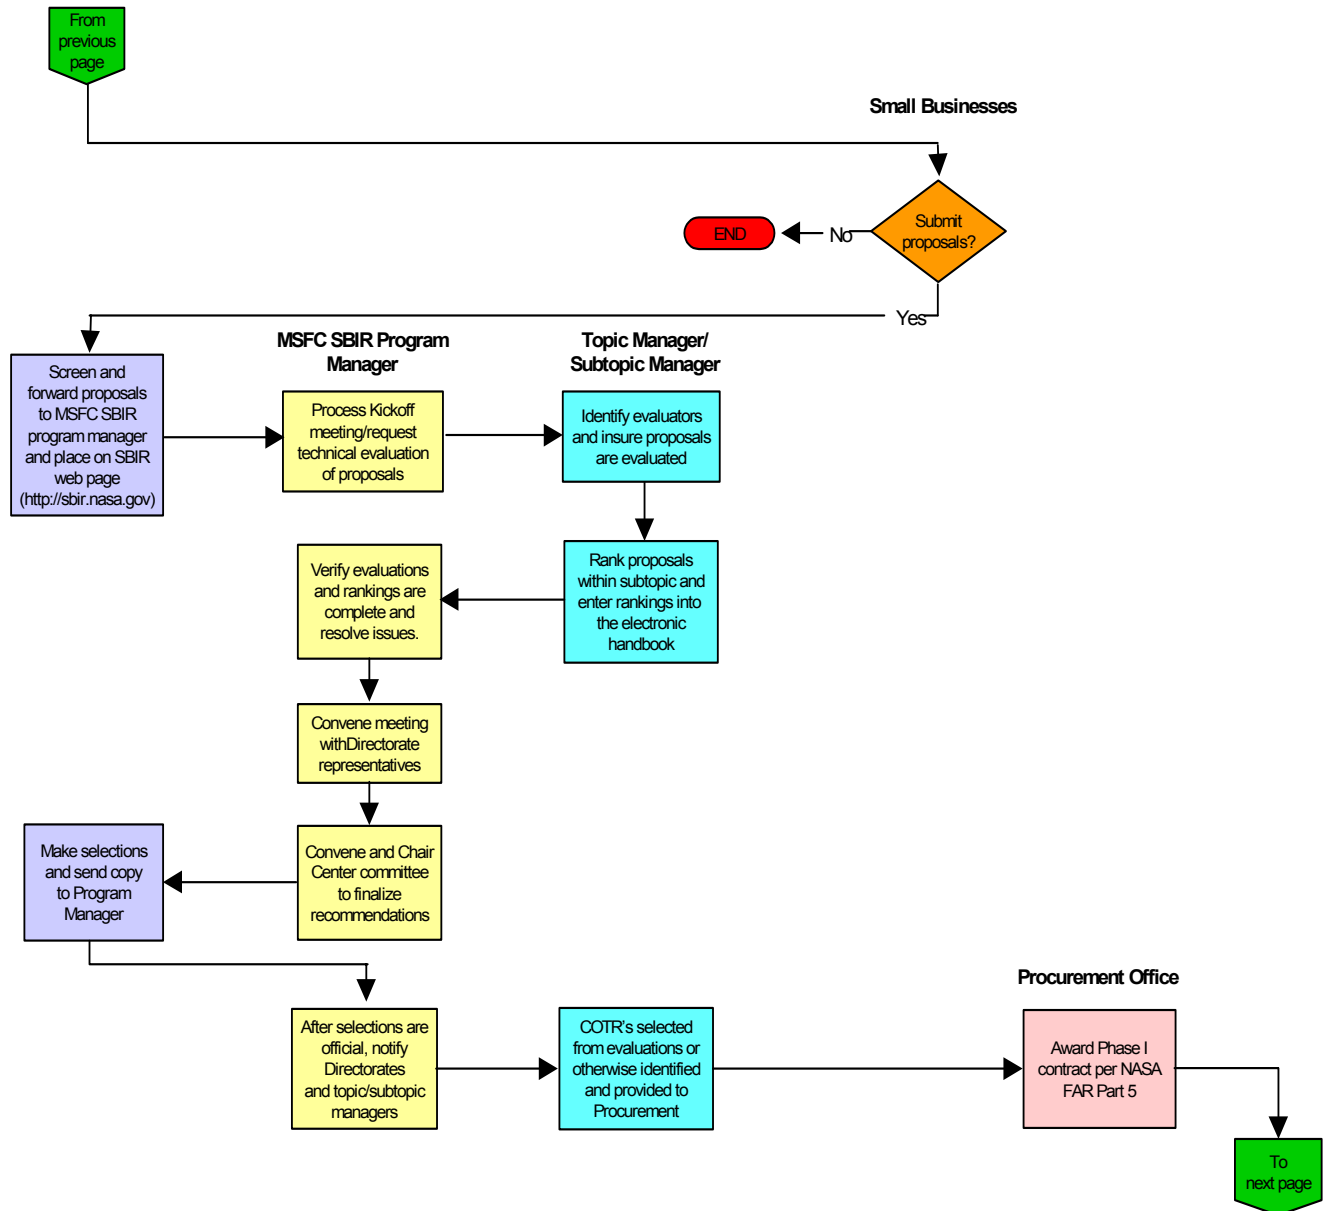 From
previous
page
Small Businesses
Submit
proposals?
No
END
Yes
MSFC SBIR Program
Manager
Topic Manager/
Subtopic Manager
Screen and
forward proposals
to MSFC SBIR
program manager
and place on SBIR
web page
(http://sbir.nasa.gov)
Process Kickoff
meeting/request
technical evaluation
of proposals
Identify evaluators
and insure proposals
are evaluated
Rank proposals
within subtopic and
enter rankings into
the electronic
handbook
Verify evaluations
and rankings are
complete and
resolve issues.
Convene meeting
withDirectorate
representatives
Convene and Chair
Center committee
to finalize
recommendations
Make selections
and send copy
to Program
Manager
After selections are
official, notify
Directorates
and topic/subtopic
managers
COTR's selected
from evaluations or
otherwise identified
and provided to
Procurement
Procurement Office
Award Phase I
contract per NASA
FAR Part 5
To
next page